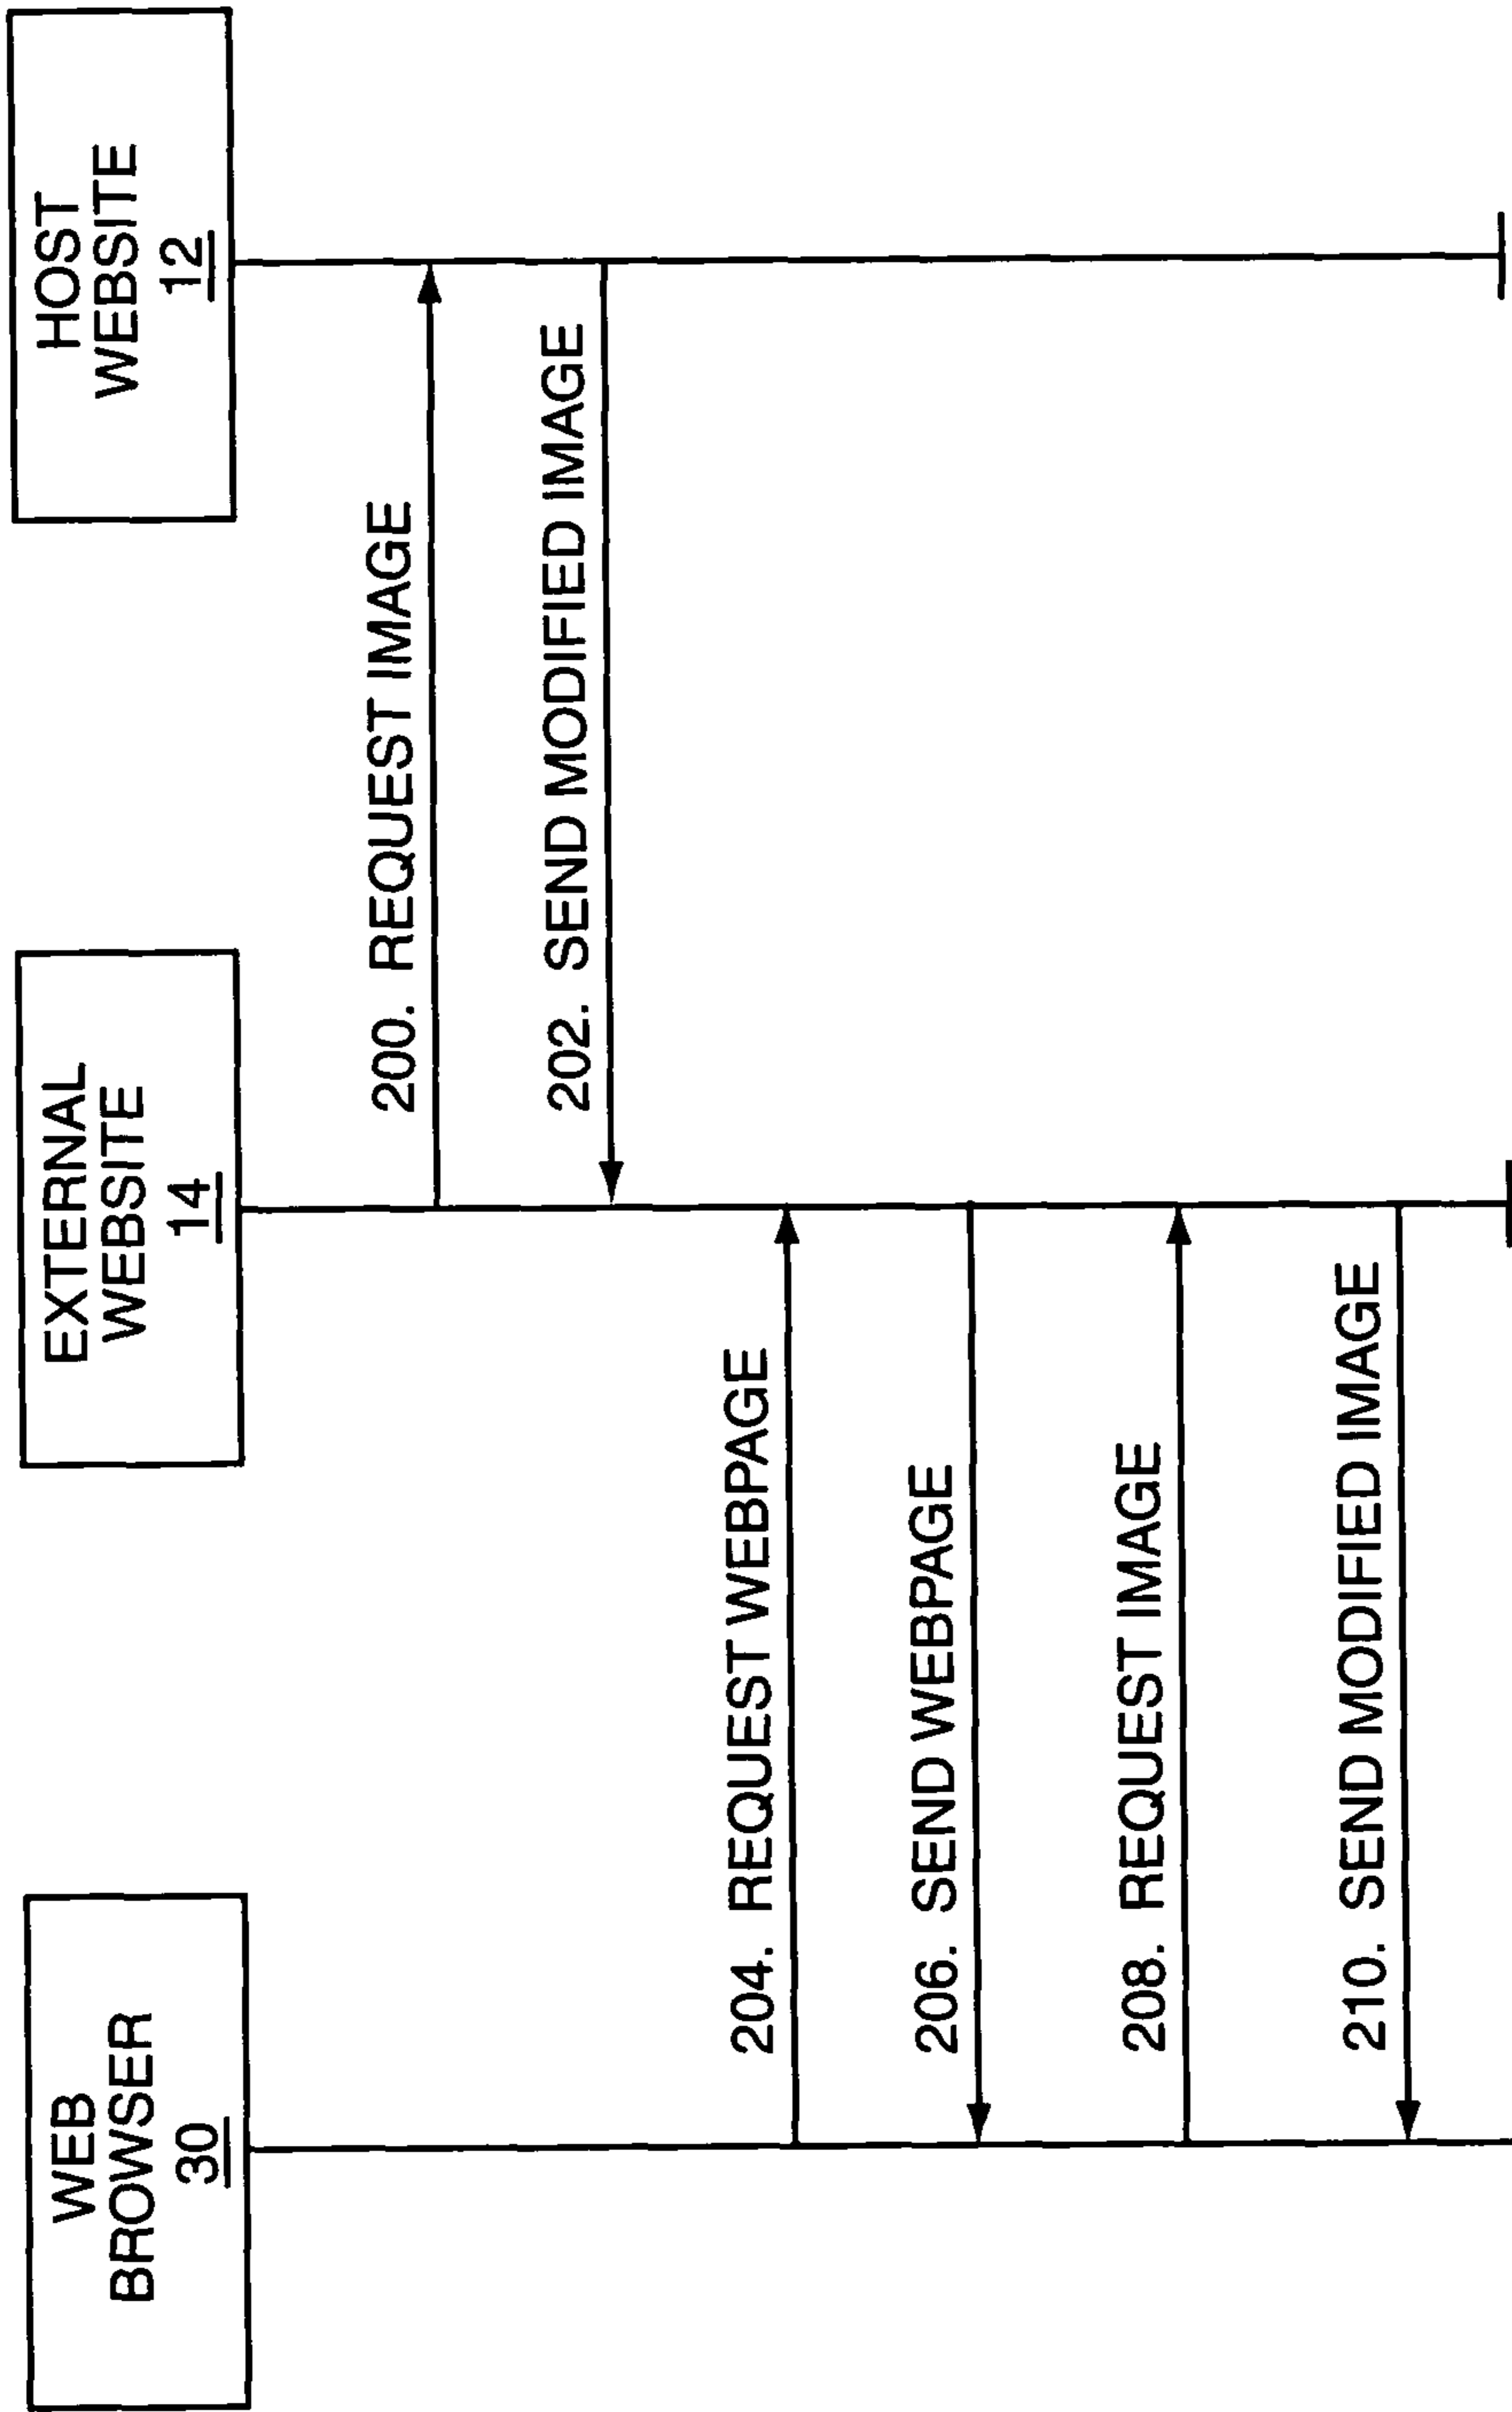 WEB
BROWSER
30
EXTERNAL
WEBSITE
14
HOST
WEBSITE
12
200. REQUEST IMAGE
202. SEND MODIFIED IMAGE
204. REQUEST WEBPAGE
206. SEND WEBPAGE
208. REQUEST IMAGE
210. SEND MODIFIED IMAGE